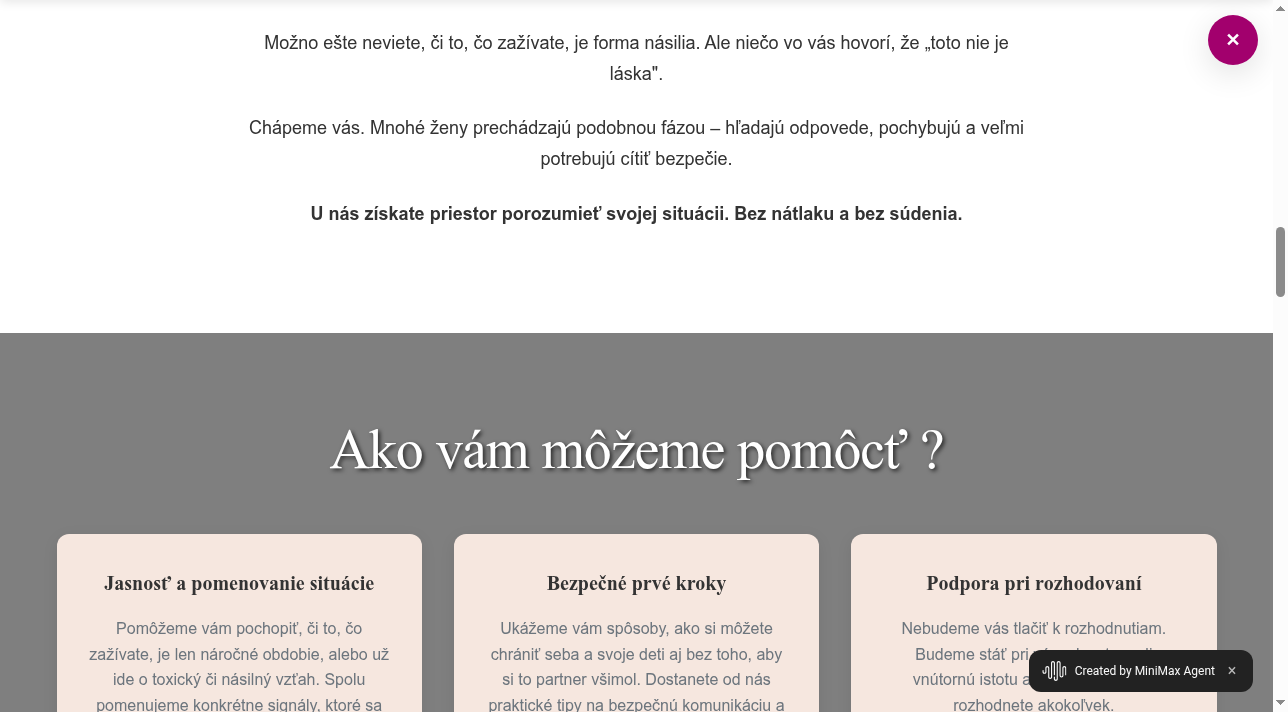 Možno ešte neviete, či to, čo zažívate, je forma násilia. Ale niečo vo vás hovorí, že „toto nie je
láska".
Chápeme vás. Mnohé ženy prechádzajú podobnou fázou – hľadajú odpovede, pochybujú a veľmi
potrebujú cítiť bezpečie.
U nás získate priestor porozumieť svojej situácii. Bez nátlaku a bez súdenia.
Ako vám môžeme pomôcť ?
Jasnosť a pomenovanie situácie
Pomôžeme vám pochopiť, či to, čo
zažívate, je len náročné obdobie, alebo už
ide o toxický či násilný vzťah. Spolu
pomenujeme konkrétne signály, ktoré sa
Bezpečné prvé kroky
Ukážeme vám spôsoby, ako si môžete
chrániť seba a svoje deti aj bez toho, aby
si to partner všimol. Dostanete od nás
praktické tipy na bezpečnú komunikáciu a
Podpora pri rozhodovaní
Nebudeme vás tlačiť k rozhodnutiam.
Budeme stáť pri
vnútornú istotu a
rozhodnete akokoľvek.
Created by MiniMax Agent ×